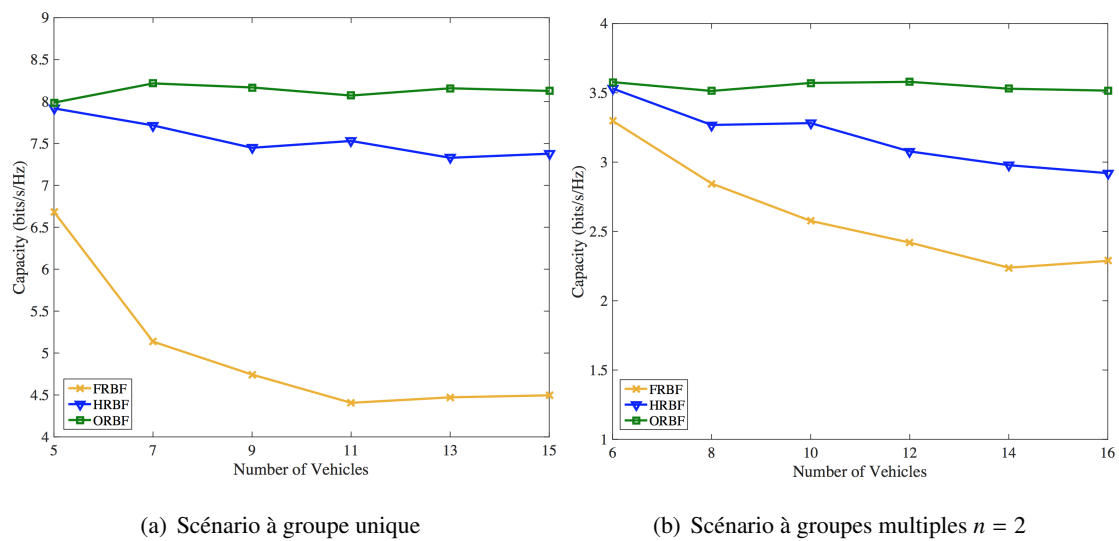 9
8.5
8
7.5
7
6.5
6
5.5
5
4.5
4
Capacity (bits/s/Hz)
FRBF
HRBF
ORBF
5 7 9 11 13 15
Number of Vehicles
(a) Scénario à groupe unique
4
3.5
3
2.5
2
1.5
1
Capacity (bits/s/Hz)
FRBF
HRBF
ORBF
6 8 10 12 14 16
Number of Vehicles
(b) Scénario à groupes multiples n = 2